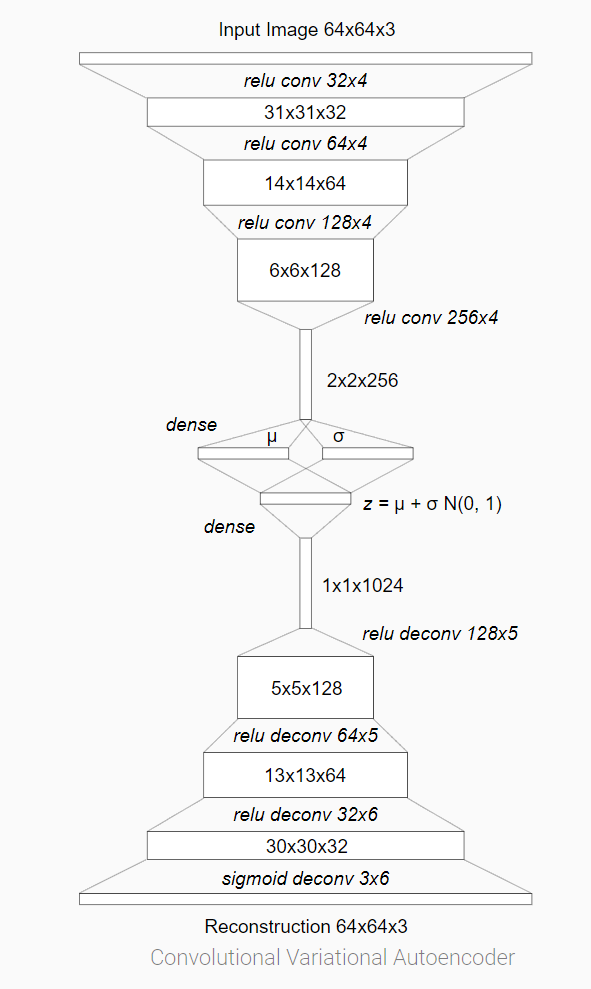 Input Image 64x64x3
relu conv 32x4
31x31x32
relu conv 64x4
14x14x64
relu conv 128x4
6x6x128
relu conv 256x4
2x2x256
dense
μ
σ
z = μ + σ N(0, 1)
dense
1x1x1024
relu deconv 128x5
5x5x128
relu deconv 64x5
13x13x64
relu deconv 32x6
30x30x32
sigmoid deconv 3x6
Reconstruction 64x64x3
Convolutional Variational Autoencoder